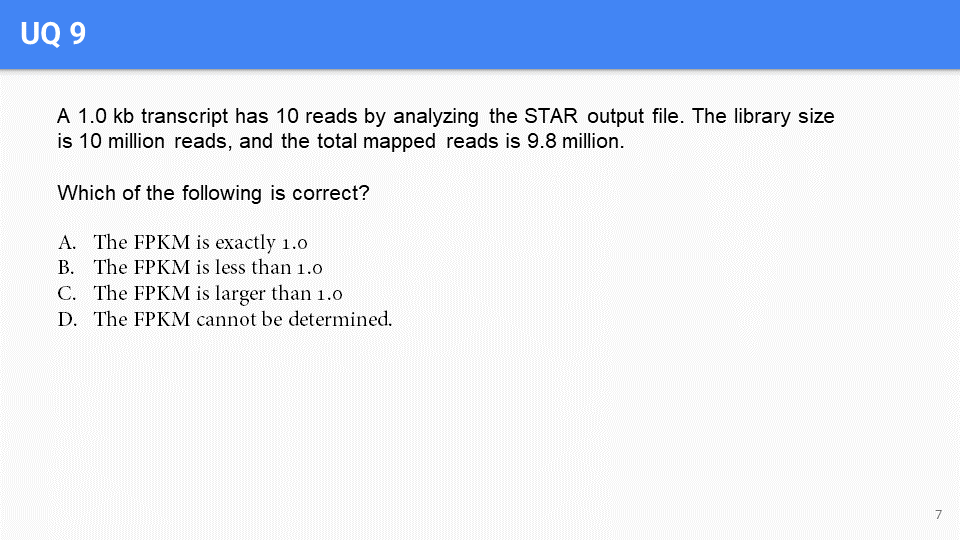 UQ 9
A 1.0 kb transcript has 10 reads by analyzing the STAR output file. The library size
is 10 million reads, and the total mapped reads is 9.8 million.
Which of the following is correct?
A. The FPKM is exactly 1.0
B. The FPKM is less than 1.0
C. The FPKM is larger than 1.0
D. The FPKM cannot be determined.
7